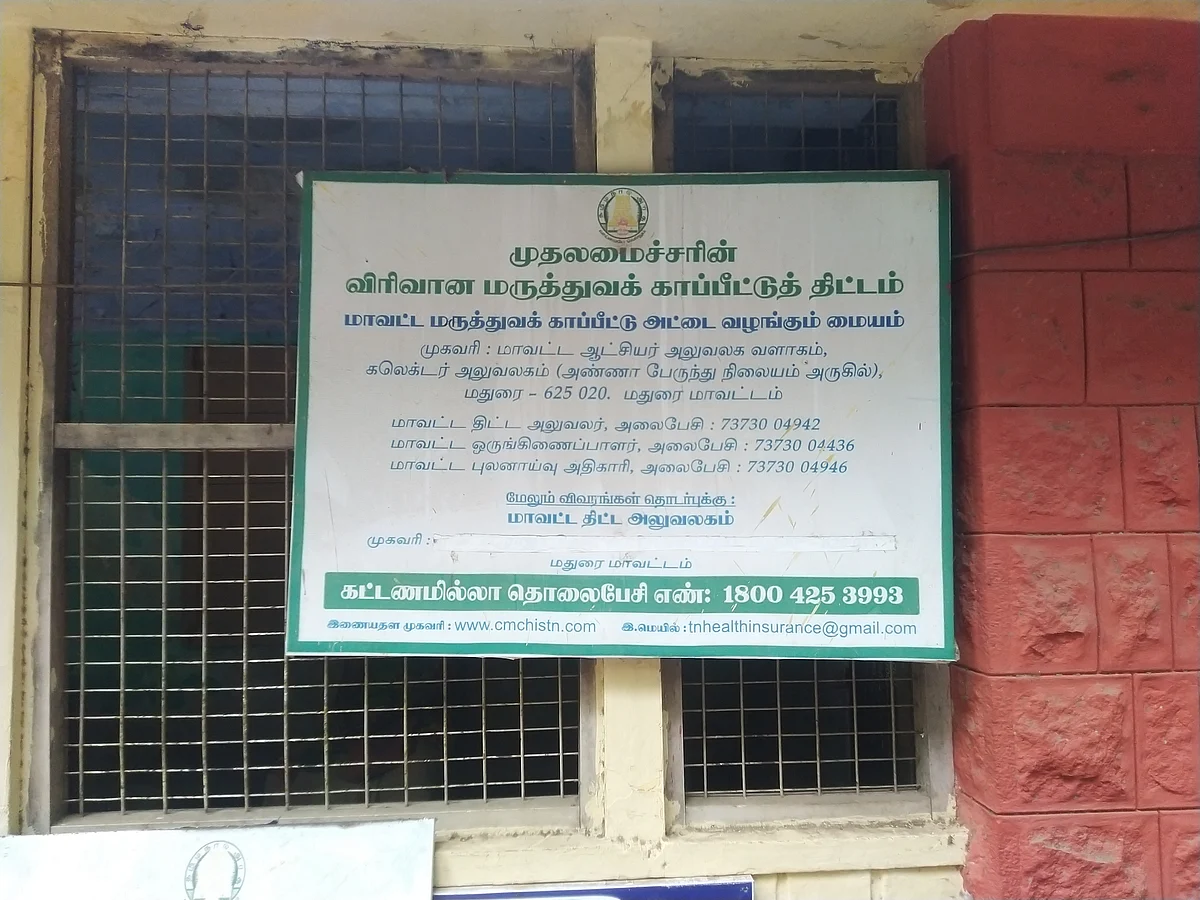 முதலமைச்சரின்
விரிவான மருத்துவக் காப்பீட்டுத் திட்டம்
மாவட்ட மருத்துவக் காப்பீட்டு அட்டை வழங்கும் மையம்
முகவரி : மாவட்ட ஆட்சியர் அலுவலக வளாகம்,
கலெக்டர் அலுவலகம் (அண்ணா பேருந்து நிலையம் அருகில்),
மதுரை – 625 020. மதுரை மாவட்டம்
மாவட்ட திட்ட அலுவலர், அலைபேசி : 73730 04942
மாவட்ட ஒருங்கிணைப்பாளர், அலைபேசி : 73730 04436
மாவட்ட புலனாய்வு அதிகாரி, அலைபேசி : 73730 04946
மேலும் விவரங்கள் தொடர்புக்கு :
மாவட்ட திட்ட அலுவலகம்
முகவரி :
மதுரை மாவட்டம்
கட்டணமில்லா தொலைபேசி எண்: 1800 425 3993
இணையதள முகவரி : www.cmchistn.com இ.மெயில் : tnhealthinsurance@gmail.com